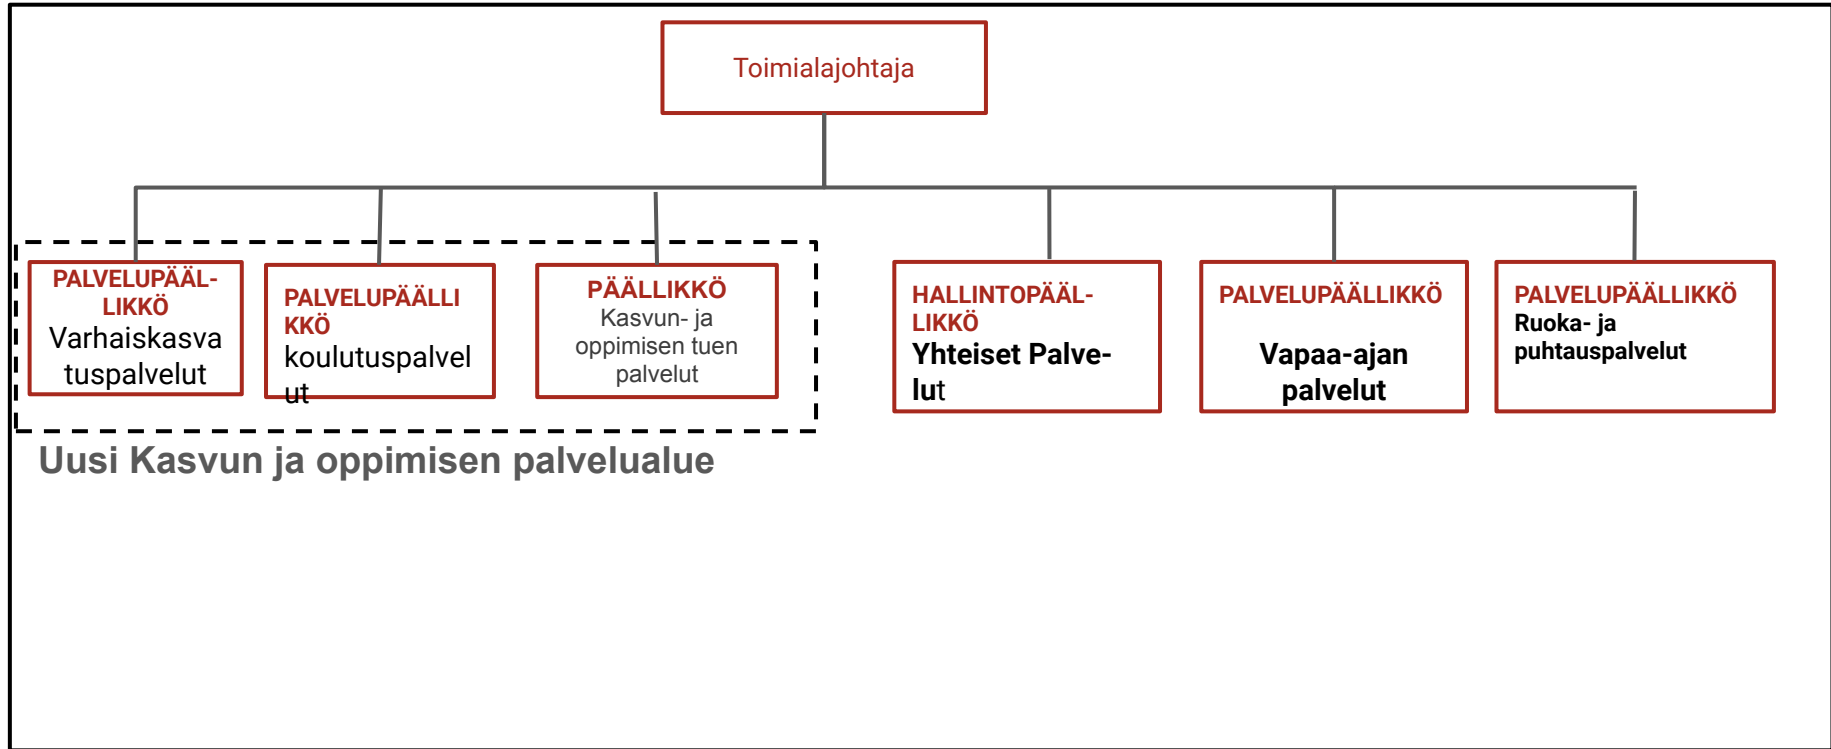 Toimialajohtaja
PALVELUPÄÄL-
LIKKÖ
Varhaiskasva
tuspalvelut
PALVELUPÄÄLLI
KKÖ
koulutuspalvel
ut
PÄÄLLIKKÖ
Kasvun- ja
oppimisen tuen
palvelut
HALLINTOPÄÄL-
LIKKÖ
Yhteiset Palve-
lut
PALVELUPÄÄLLIKKÖ
Vapaa-ajan
palvelut
PALVELUPÄÄLLIKKÖ
Ruoka- ja
puhtauspalvelut
Uusi Kasvun ja oppimisen palvelualue